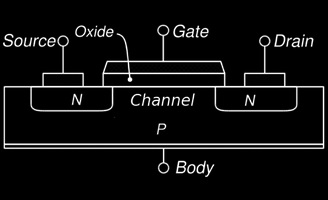 Source Oxide Gate Drain
N Channel N
P
Body